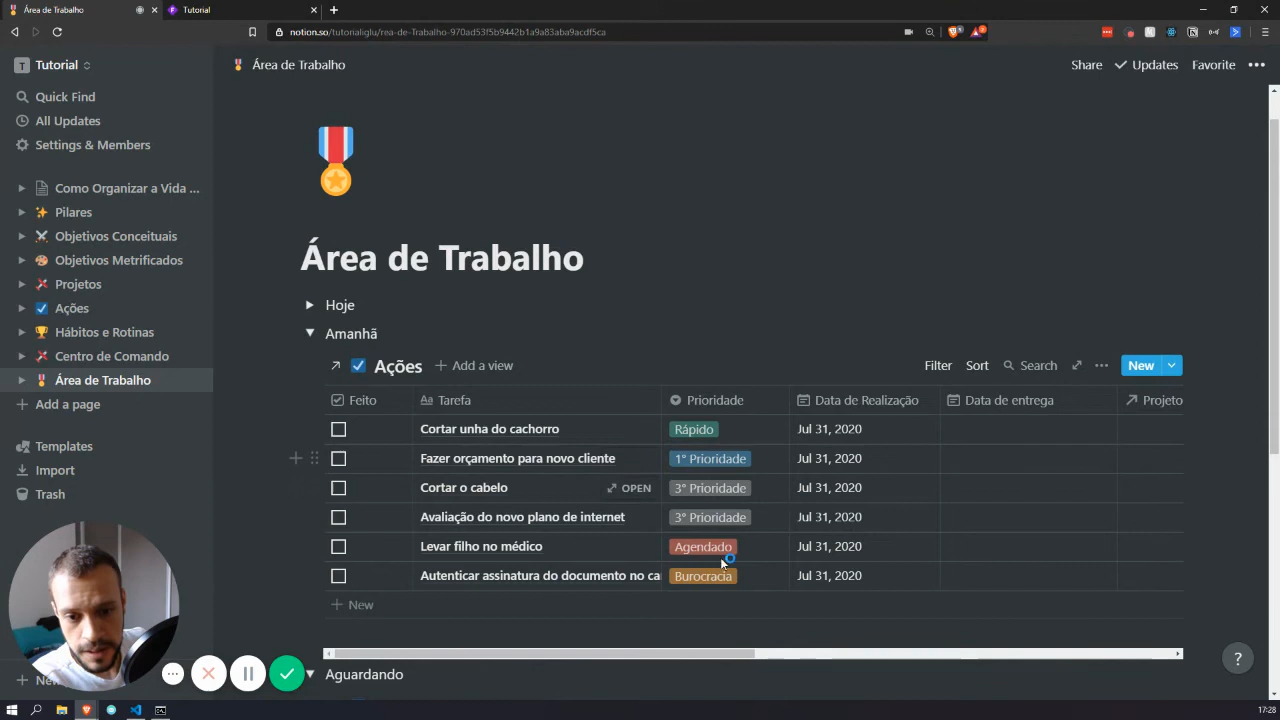 Área de Trabalho
Tutorial
notion.so/tutorialiglu/rea-de-Trabalho-970ad53f5b9442b1a9a83aba9acdf5ca
Tutorial
Área de Trabalho
Share
Updates
Favorite
Quick Find
All Updates
Settings & Members
Como Organizar a Vida ...
Pilares
Objetivos Conceituais
Objetivos Metrificados
Projetos
Ações
Hábitos e Rotinas
Centro de Comando
Área de Trabalho
Add a page
Templates
Import
Trash
Área de Trabalho
Hoje
Amanhã
Ações
Add a view
Filter
Sort
Search
New
Feito
Tarefa
Prioridade
Data de Realização
Data de entrega
Projeto
Cortar unha do cachorro Rápido Jul 31, 2020
Fazer orçamento para novo cliente 1° Prioridade Jul 31, 2020
Cortar o cabelo OPEN 3° Prioridade Jul 31, 2020
Avaliação do novo plano de internet 3° Prioridade Jul 31, 2020
Levar filho no médico Agendado Jul 31, 2020
Autenticar assinatura do documento no ca Burocracia Jul 31, 2020
New
Aguardando
?
17:28